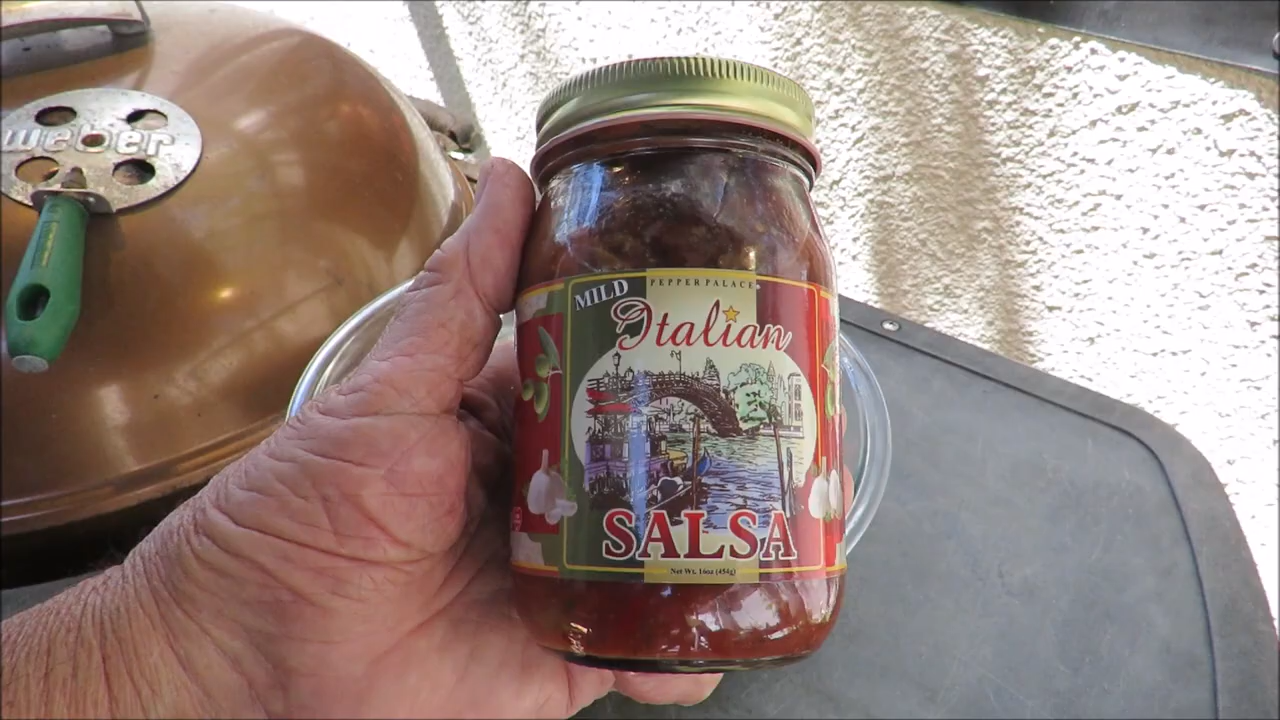 weber
MILD
PEPPER PALACE
Italian
SALSA
Net Wt. 16oz (454g)